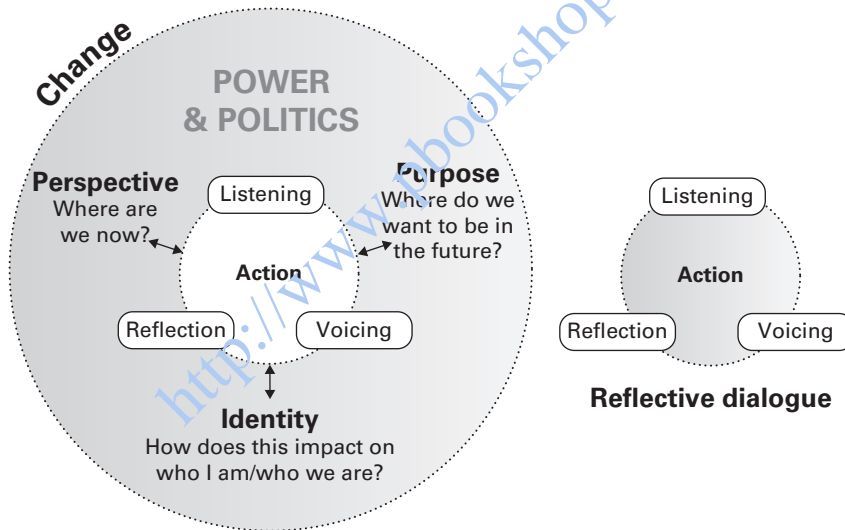 Change
POWER
& POLITICS
Perspective
Where are
we now?
Purpose
Where do we
want to be in
the future?
Listening
Action
Reflection
Voicing
Identity
How does this impact on
who I am/who we are?
Listening
Action
Reflection
Voicing
Reflective dialogue
http://www.pbookshop